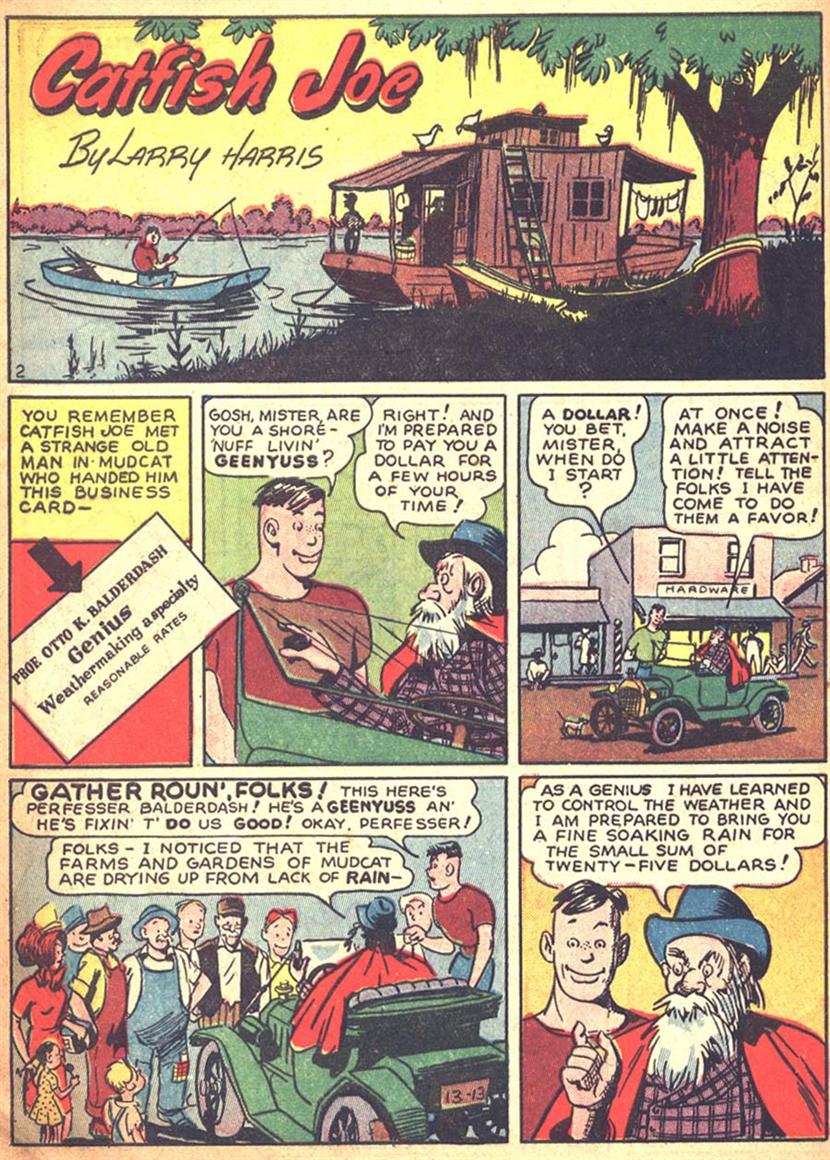 Catfish Joe
By LARRY HARRIS
2
YOU REMEMBER
CATFISH JOE MET
A STRANGE OLD
MAN IN MUDCAT
WHO HANDED HIM
THIS BUSINESS
CARD—
PROF. OTTO K. BALDERDASH
Genius
Weathermaking a specialty
REASONABLE RATES
GOSH, MISTER, ARE
YOU A SHORE-
'NUFF LIVIN'
GEENYUSS?
RIGHT! AND
I'M PREPARED
TO PAY YOU A
DOLLAR FOR
A FEW HOURS
OF YOUR
TIME!
A DOLLAR!
YOU BET,
MISTER,
WHEN DO
I START
?
AT ONCE!
MAKE A NOISE
AND ATTRACT
A LITTLE ATTEN-
TION! TELL THE
FOLKS I HAVE
COME TO DO
THEM A FAVOR!
HARDWARE
GATHER ROUN', FOLKS! THIS HERE'S
PERFESSER BALDERDASH! HE'S A GEENYUSS AN'
HE'S FIXIN' T' DO US GOOD! OKAY, PERFESSER!
FOLKS - I NOTICED THAT THE
FARMS AND GARDENS OF MUDCAT
ARE DRYING UP FROM LACK OF RAIN-
13-13
AS A GENIUS I HAVE LEARNED
TO CONTROL THE WEATHER AND
I AM PREPARED TO BRING YOU
A FINE SOAKING RAIN FOR
THE SMALL SUM OF
TWENTY-FIVE DOLLARS!